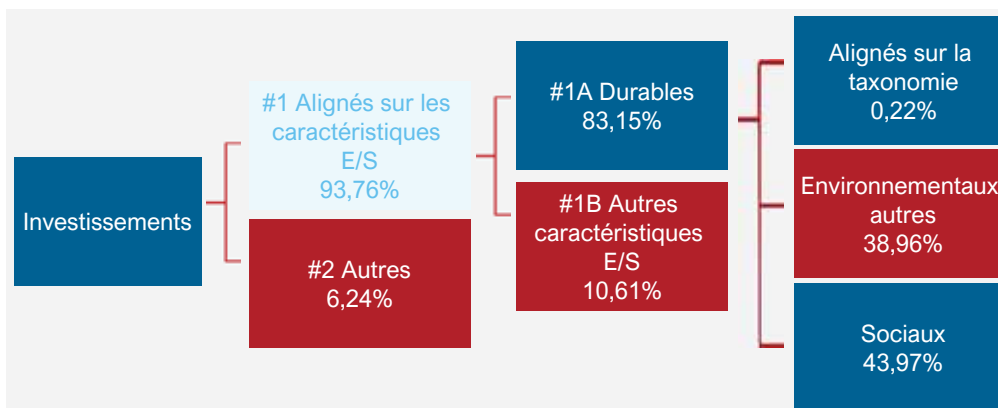 Investissements
#1 Alignés sur les
caractéristiques
E/S
93,76%
#2 Autres
6,24%
#1A Durables
83,15%
#1B Autres
caractéristiques
E/S
10,61%
Alignés sur la
taxonomie
0,22%
Environnementaux
autres
38,96%
Sociaux
43,97%